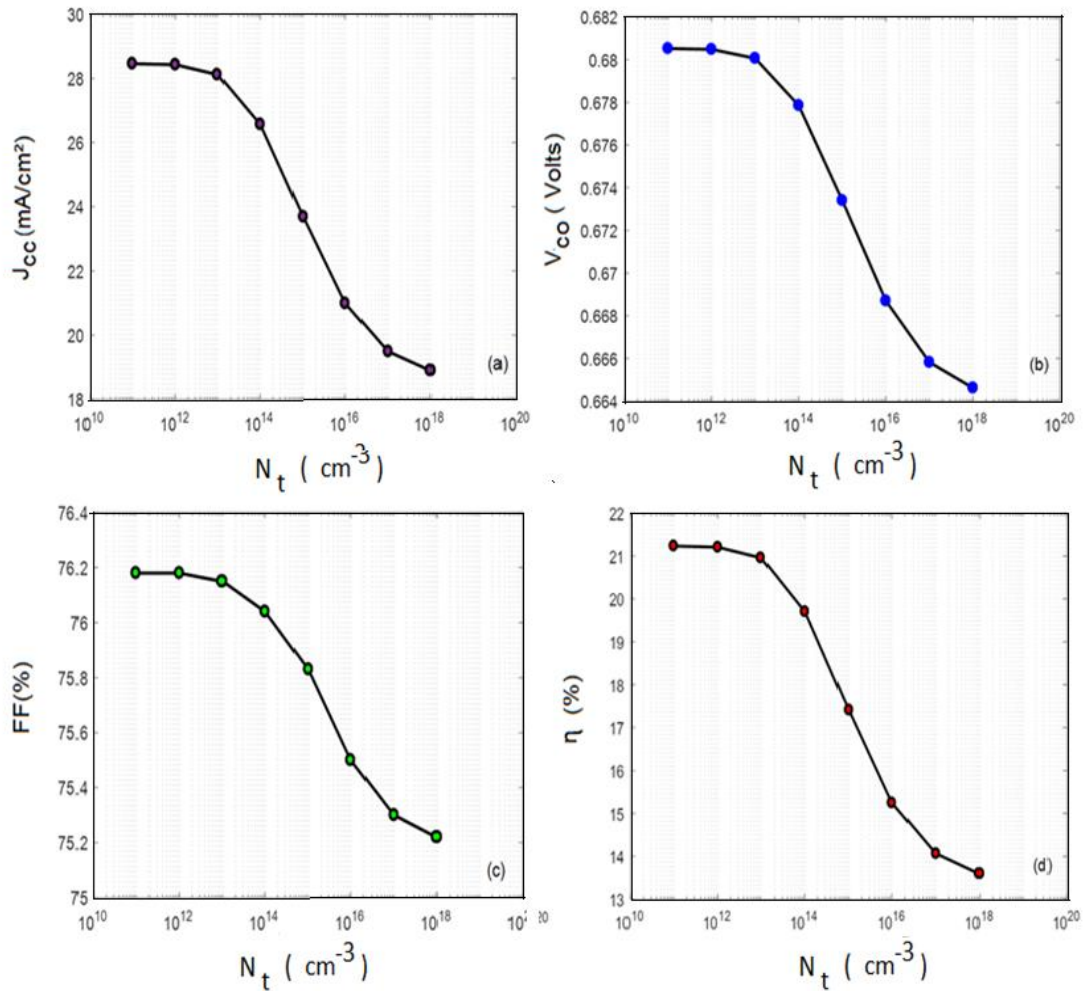 28
26
24
22
20
18
J_CC (mA/cm²)
(a)
10^10 10^12 10^14 10^16 10^18 10^20
N_t ( cm^-3 )
0.682
0.68
0.678
0.676
0.674
0.672
0.67
0.668
0.666
0.664
V_CO ( Volts)
(b)
10^10 10^12 10^14 10^16 10^18 10^20
N_t ( cm^-3 )
76.4
76.2
76
75.8
75.6
75.4
75.2
75
FF(%)
(c)
10^10 10^12 10^14 10^16 10^18 20
N_t ( cm^-3 )
22
21
20
19
18
17
16
15
14
13
η (%)
(d)
10^10 10^12 10^14 10^16 10^18 10^20
N_t ( cm^-3 )